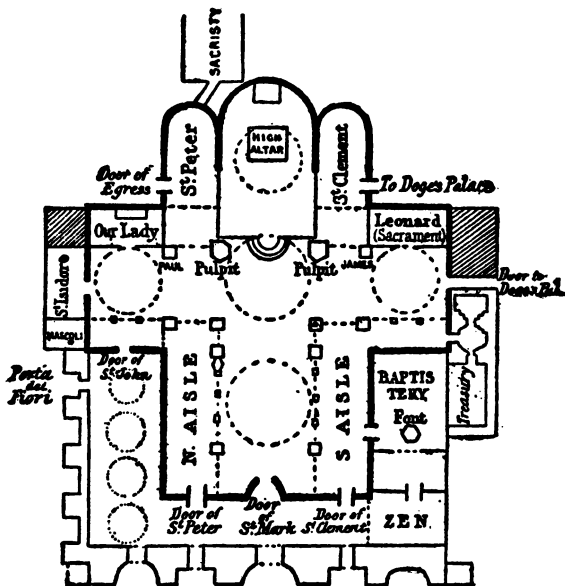 SACRISTY
HIGH
ALTAR
St Peter
St Clement
Door of
Egress
To Doges Palace
Our Lady
Leonard
(Sacrament)
PAUL
Pulpit
Pulpit
JAMES
St Isidore
Door to
Doges Pal.
MASCOLI
Door of
St John
Porta
dei
Fiori
N. AISLE
S AISLE
BAPTIS
TERY
Font
Treasury
Door of
St Peter
Door
of
St Mark
Door of
St Clement
ZEN